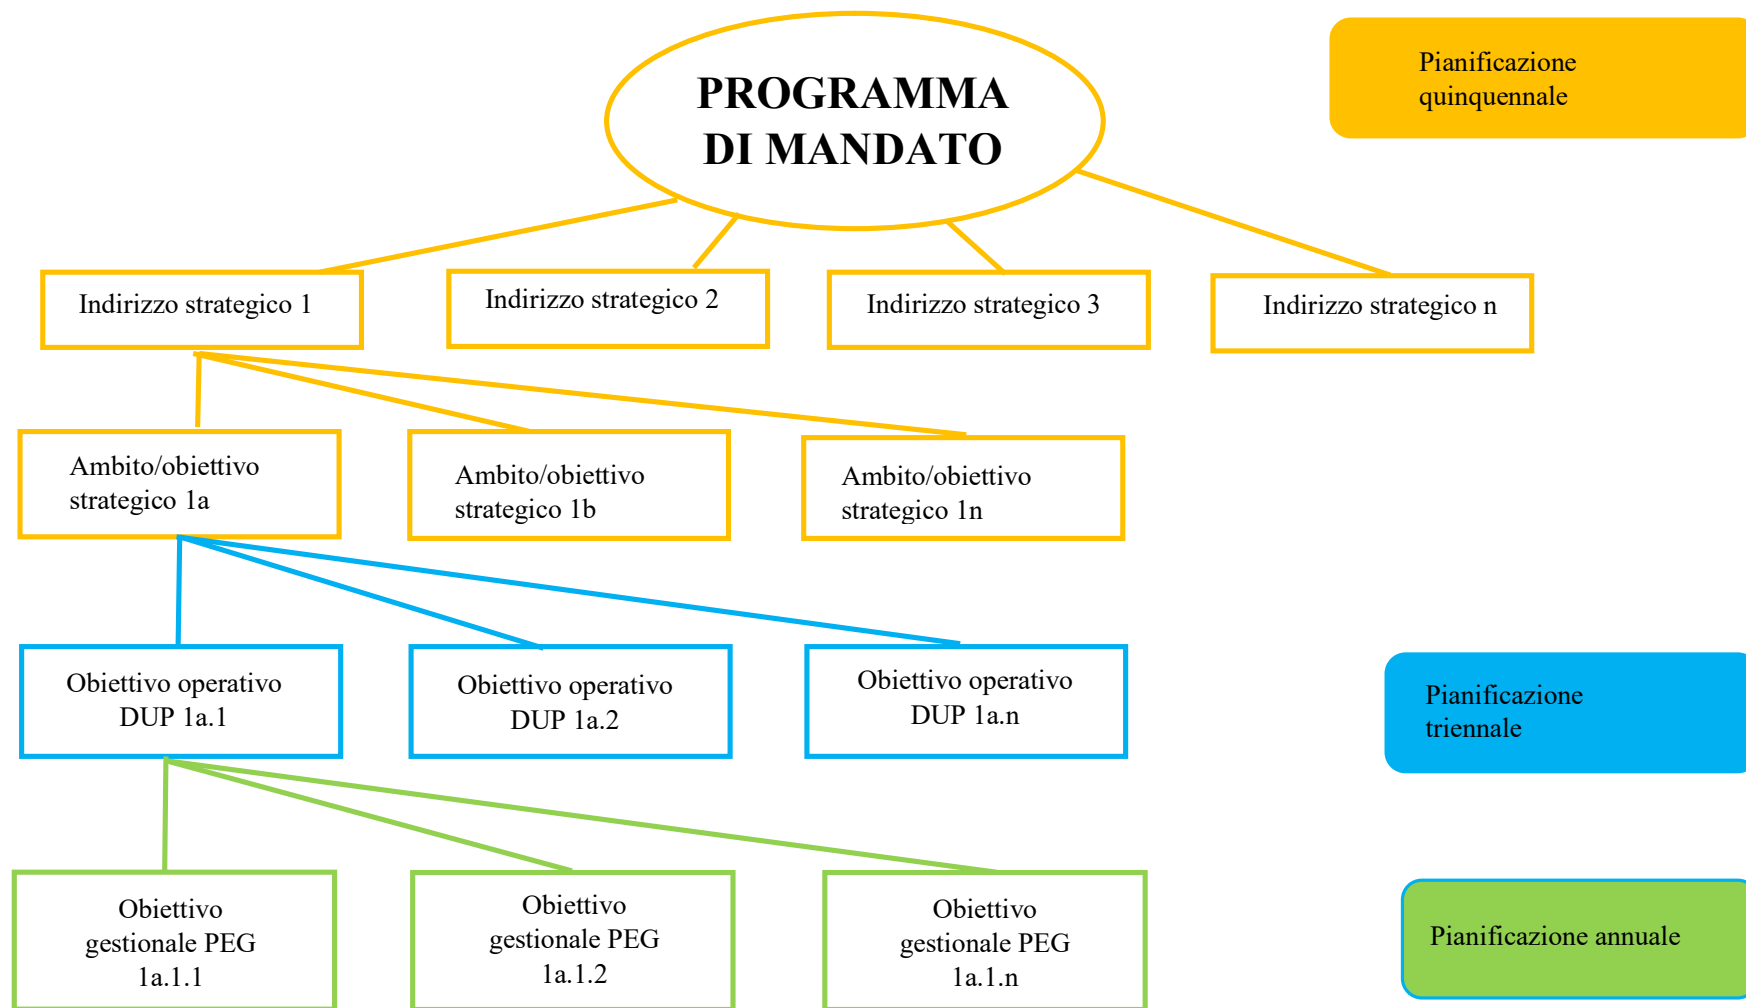 PROGRAMMA
DI MANDATO
Pianificazione
quinquennale
Indirizzo strategico 1
Indirizzo strategico 2
Indirizzo strategico 3
Indirizzo strategico n
Ambito/obiettivo
strategico 1a
Ambito/obiettivo
strategico 1b
Ambito/obiettivo
strategico 1n
Obiettivo operativo
DUP 1a.1
Obiettivo operativo
DUP 1a.2
Obiettivo operativo
DUP 1a.n
Pianificazione
triennale
Obiettivo
gestionale PEG
1a.1.1
Obiettivo
gestionale PEG
1a.1.2
Obiettivo
gestionale PEG
1a.1.n
Pianificazione annuale